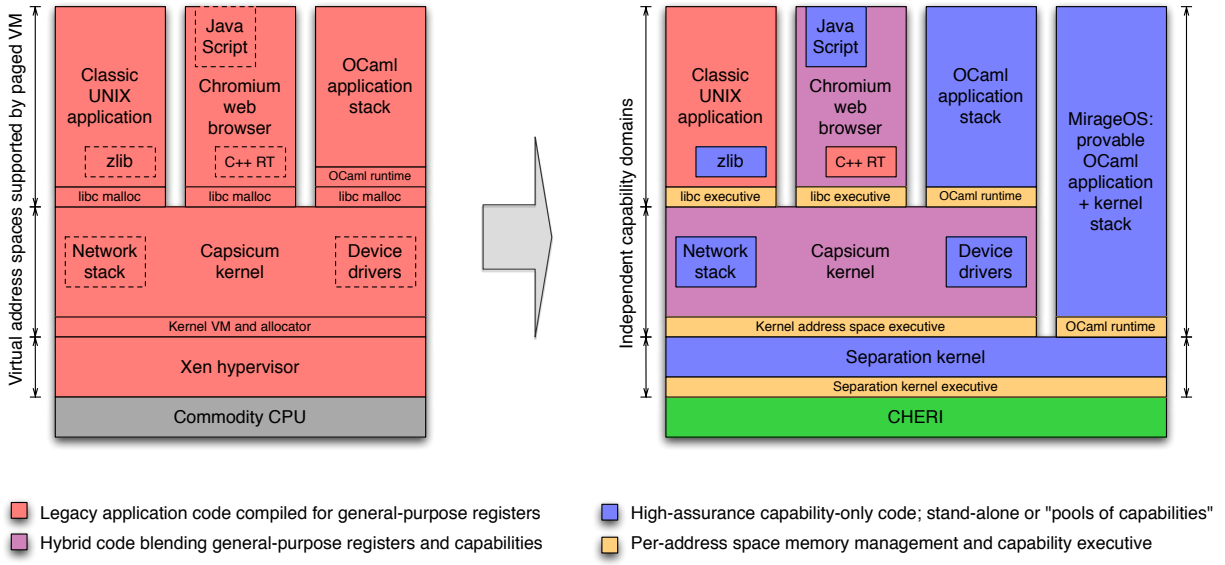 Virtual address spaces supported by paged VM
Classic
UNIX
application
zlib
libc malloc
Java
Script
Chromium
web
browser
C++ RT
libc malloc
OCaml
application
stack
OCaml runtime
libc malloc
Network
stack
Capsicum
kernel
Device
drivers
Kernel VM and allocator
Xen hypervisor
Commodity CPU
Independent capability domains
Classic
UNIX
application
zlib
libc executive
Java
Script
Chromium
web
browser
C++ RT
libc executive
OCaml
application
stack
OCaml runtime
MirageOS:
provable
OCaml
application
+ kernel
stack
OCaml runtime
Network
stack
Capsicum
kernel
Device
drivers
Kernel address space executive
Separation kernel
Separation kernel executive
CHERI
Legacy application code compiled for general-purpose registers
Hybrid code blending general-purpose registers and capabilities
High-assurance capability-only code; stand-alone or "pools of capabilities"
Per-address space memory management and capability executive